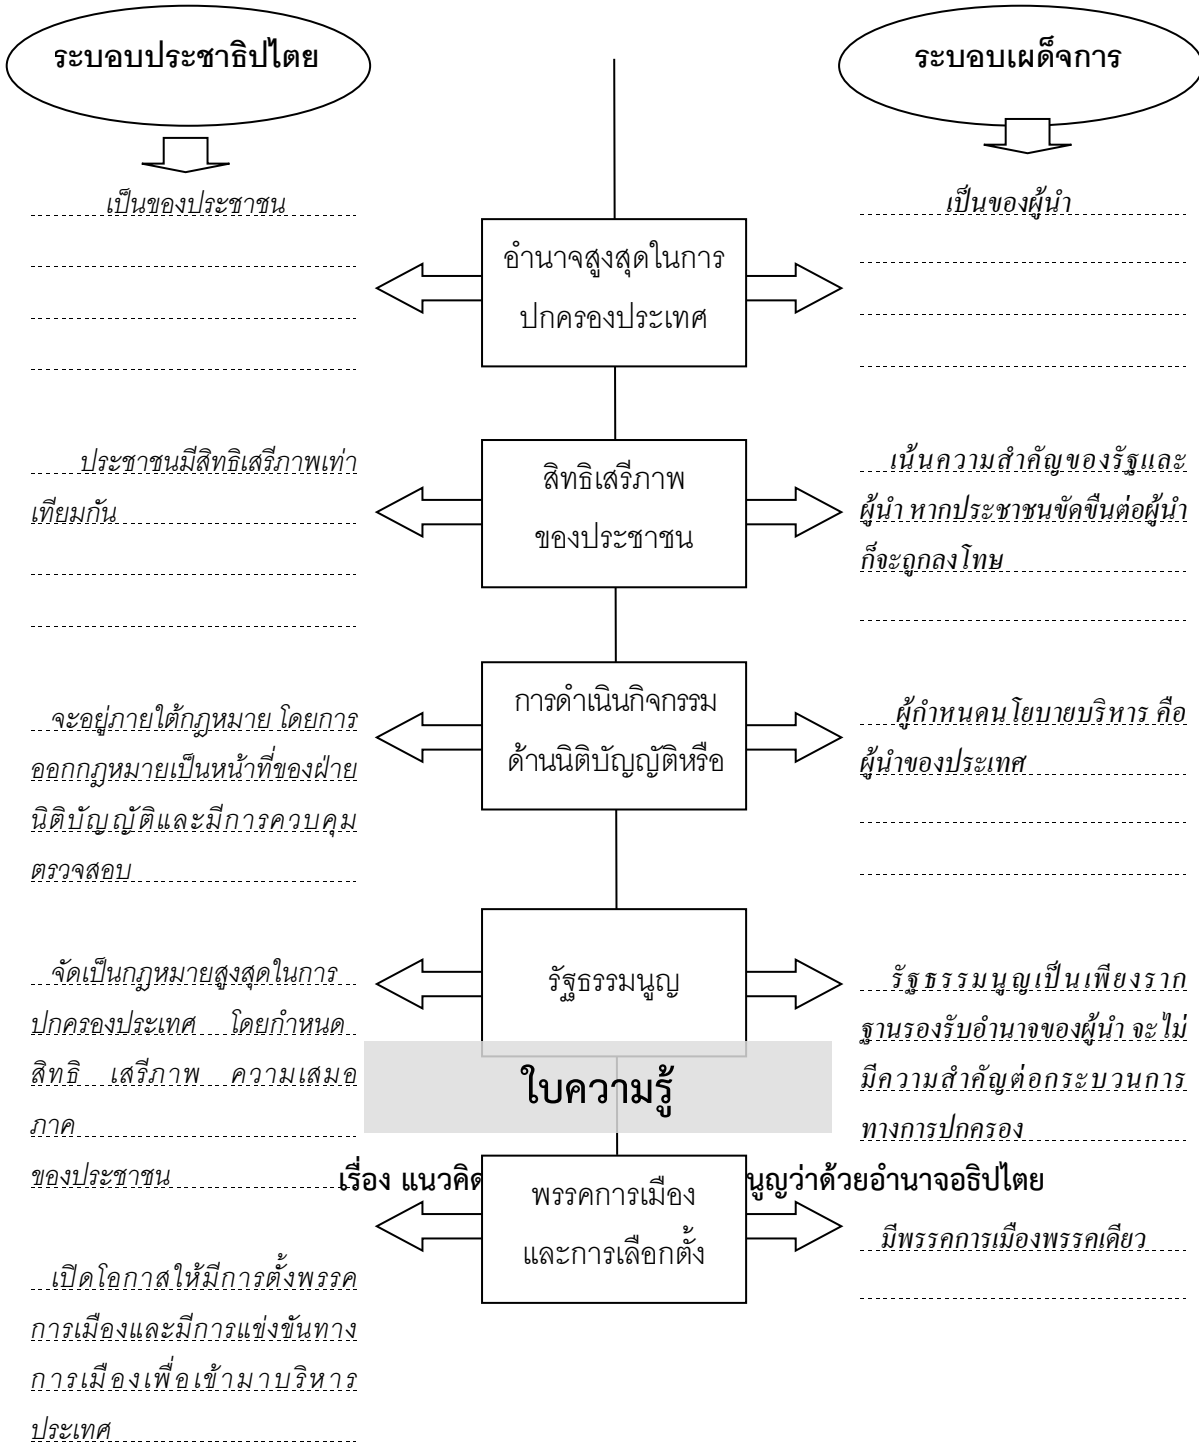 ระบอบประชาธิปไตย
ระบอบเผด็จการ
เป็นของประชาชน
อำนาจสูงสุดในการ
ปกครองประเทศ
เป็นของผู้นำ
ประชาชนมีสิทธิเสรีภาพเท่า
เทียมกัน
สิทธิเสรีภาพ
ของประชาชน
เน้นความสำคัญของรัฐและ
ผู้นำ หากประชาชนขัดขืนต่อผู้นำ
ก็จะถูกลงโทษ
จะอยู่ภายใต้กฎหมาย โดยการ
ออกกฎหมายเป็นหน้าที่ของฝ่าย
นิติบัญญัติและมีการควบคุม
ตรวจสอบ
การดำเนินกิจกรรม
ด้านนิติบัญญัติหรือ
ผู้กำหนดนโยบายบริหาร คือ
ผู้นำของประเทศ
จัดเป็นกฎหมายสูงสุดในการ
ปกครองประเทศ โดยกำหนด
สิทธิ เสรีภาพ ความเสมอ
ภาค
ของประชาชน
รัฐธรรมนูญ
รัฐธรรมนูญเป็นเพียงราก
ฐานรองรับอำนาจของผู้นำ จะไม่
มีความสำคัญต่อกระบวนการ
ทางการปกครอง
ใบความรู้
เรื่อง แนวคิด นูญว่าด้วยอำนาจอธิปไตย
เปิดโอกาสให้มีการตั้งพรรค
การเมืองและมีการแข่งขันทาง
การเมืองเพื่อเข้ามาบริหาร
ประเทศ
พรรคการเมือง
และการเลือกตั้ง
มีพรรคการเมืองพรรคเดียว